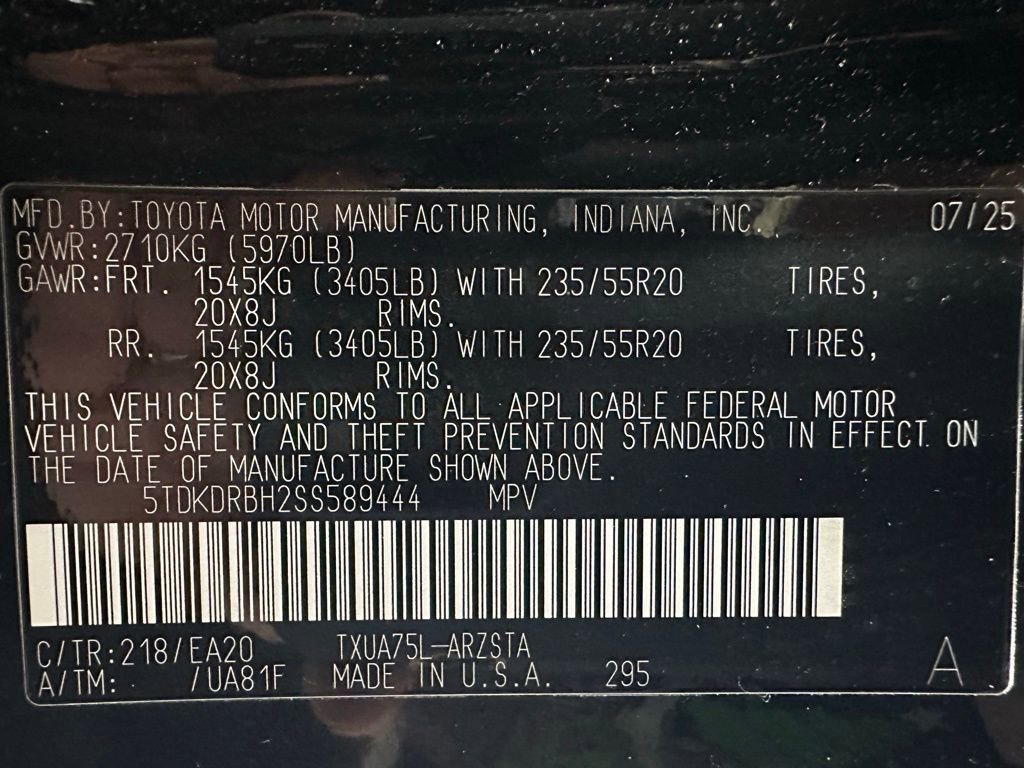 MFD.BY:TOYOTA MOTOR MANUFACTURING, INDIANA, INC. 07/25
GVWR:2710KG (5970LB)
GAWR:FRT. 1545KG (3405LB) WITH 235/55R20 TIRES,
20X8J RIMS.
RR. 1545KG (3405LB) WITH 235/55R20 TIRES,
20X8J RIMS.
THIS VEHICLE CONFORMS TO ALL APPLICABLE FEDERAL MOTOR
VEHICLE SAFETY AND THEFT PREVENTION STANDARDS IN EFFECT ON
THE DATE OF MANUFACTURE SHOWN ABOVE.
5TDKDRBH2SS589444 MPV
C/TR:218/EA20 TXUA75L-ARZSTA
A/TM: /UA81F MADE IN U.S.A. 295 A